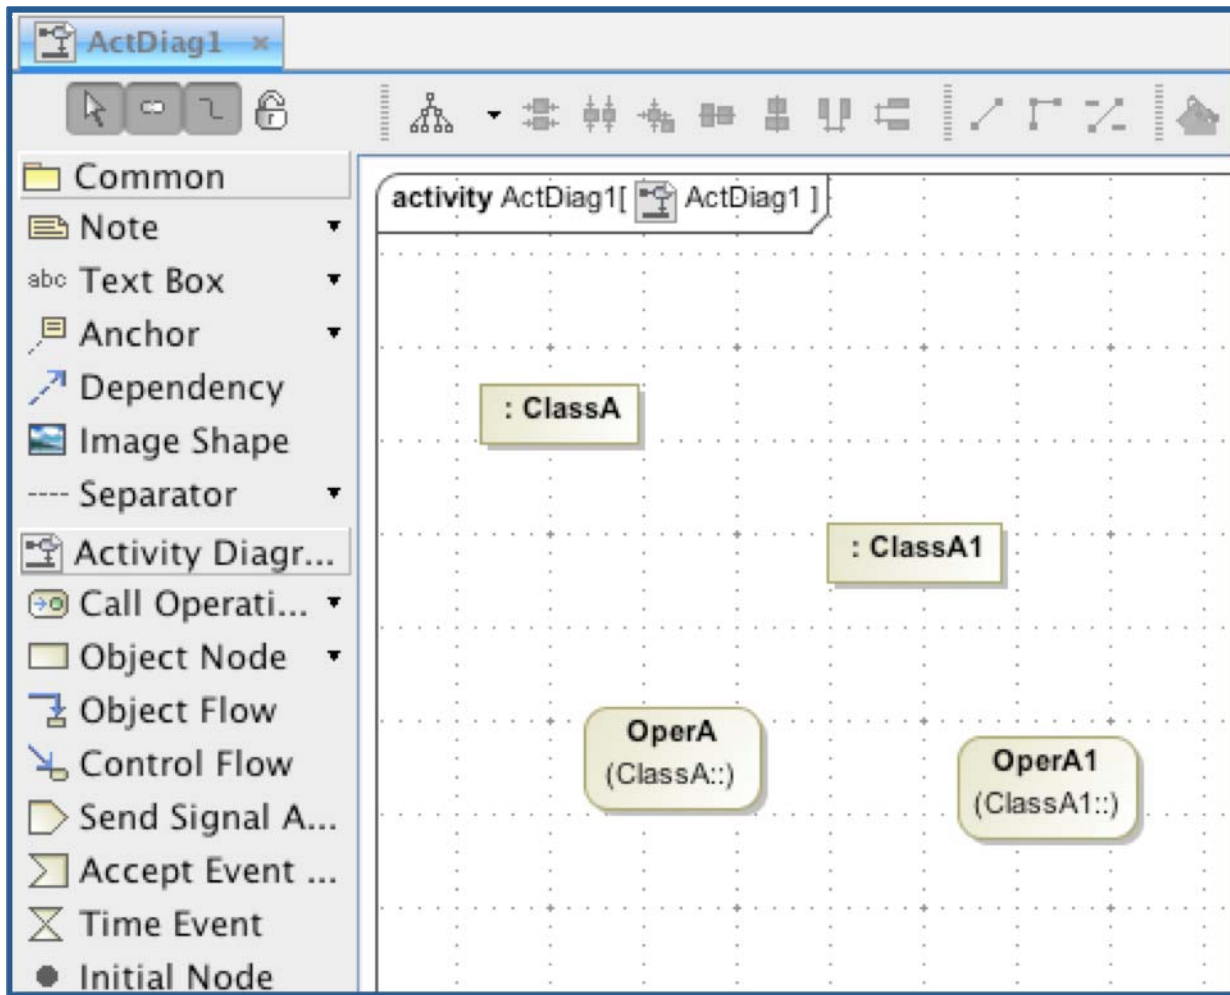 ActDiag1
Common
Note
abc Text Box
Anchor
Dependency
Image Shape
Separator
Activity Diagr...
Call Operati...
Object Node
Object Flow
Control Flow
Send Signal A...
Accept Event ...
Time Event
Initial Node
activity ActDiag1[ ActDiag1 ]
: ClassA
: ClassA1
OperA
(ClassA::)
OperA1
(ClassA1::)